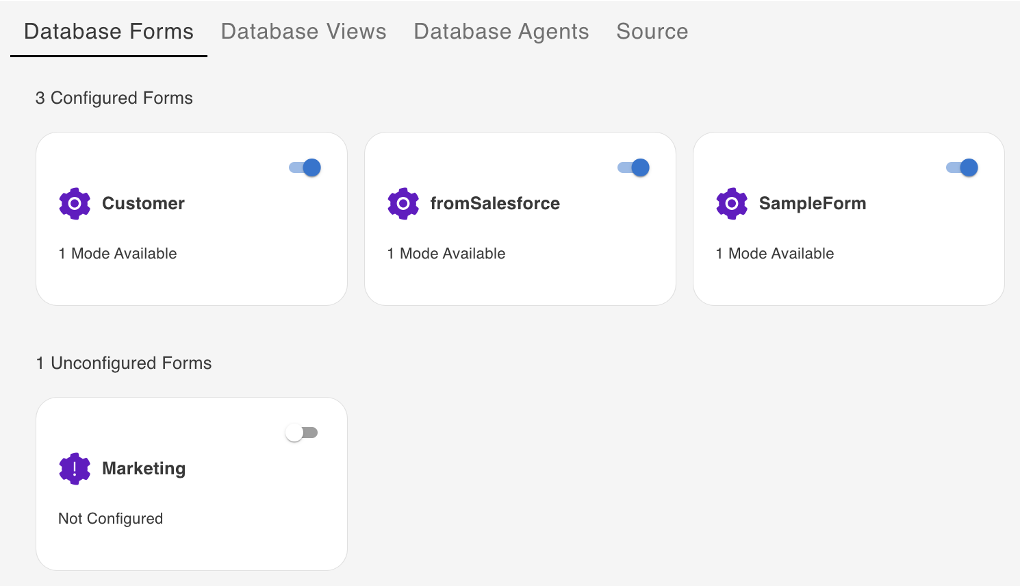 Database Forms Database Views Database Agents Source
3 Configured Forms
Customer fromSalesforce SampleForm
1 Mode Available 1 Mode Available 1 Mode Available
1 Unconfigured Forms
Marketing
Not Configured